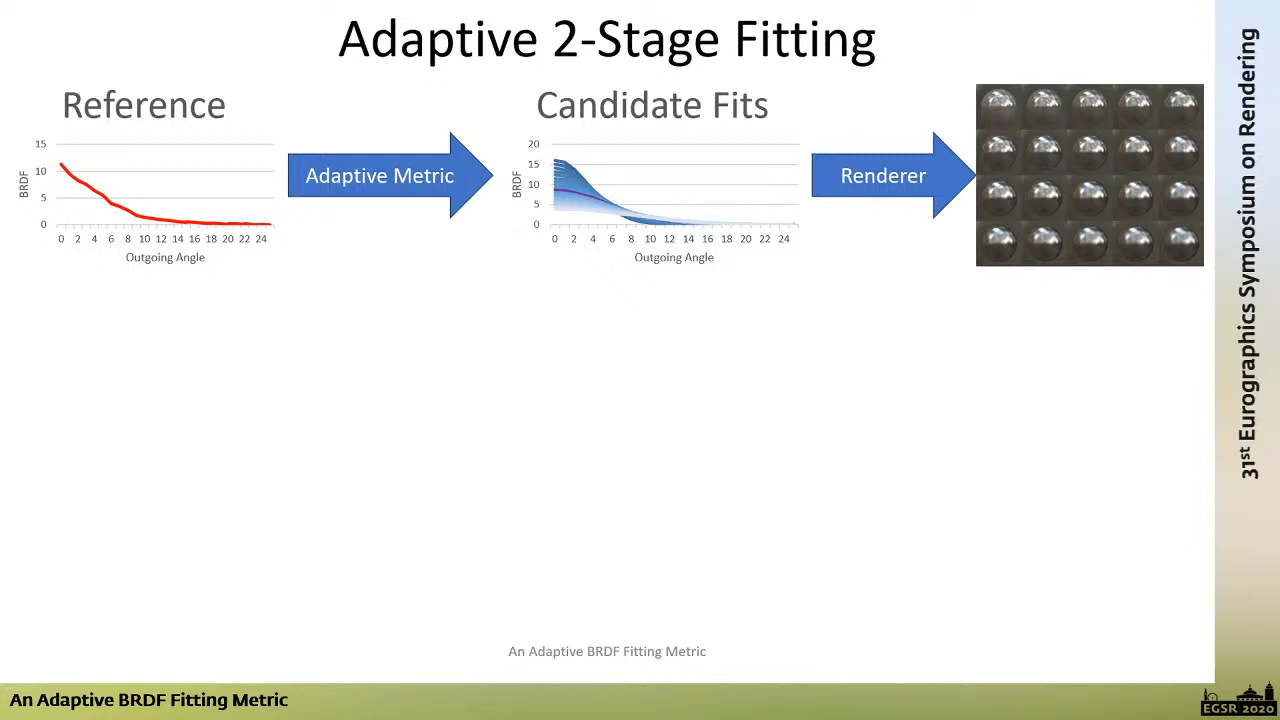 Adaptive 2-Stage Fitting
Reference
15
10
5
0
BRDF
0 2 4 6 8 10 12 14 16 18 20 22 24
Outgoing Angle
Adaptive Metric
Candidate Fits
20
15
10
5
0
BRDF
0 2 4 6 8 10 12 14 16 18 20 22 24
Outgoing Angle
Renderer
31st Eurographics Symposium on Rendering
An Adaptive BRDF Fitting Metric
An Adaptive BRDF Fitting Metric
EGSR 2020